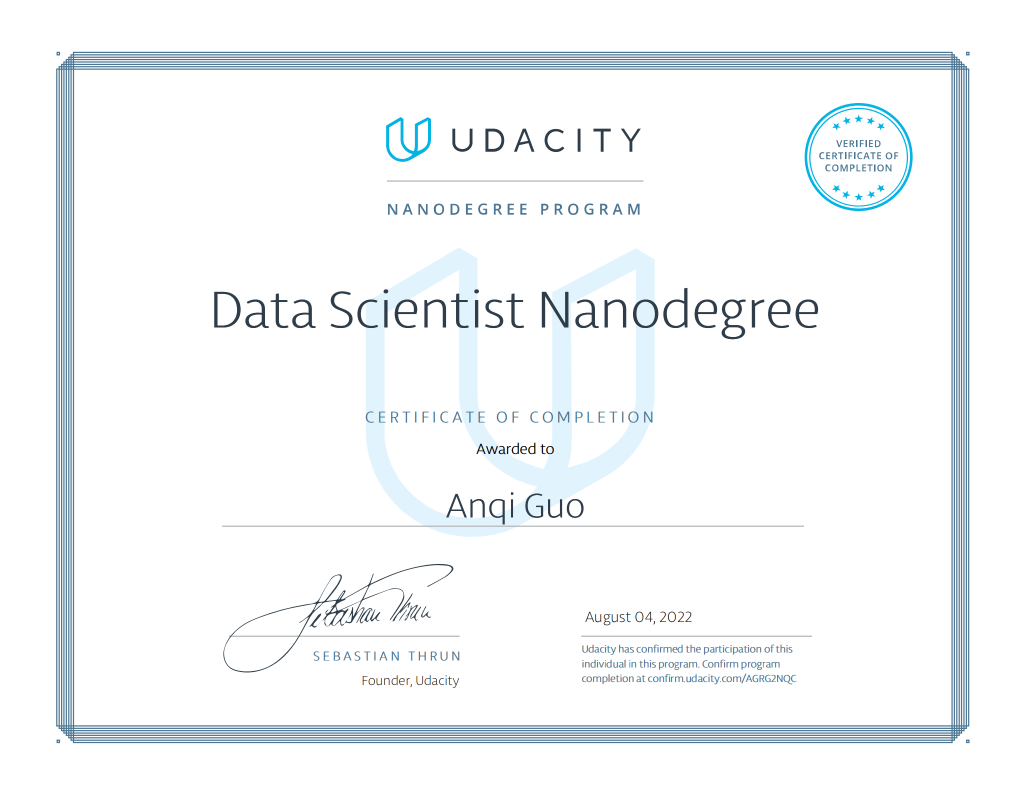 UDACITY
VERIFIED
CERTIFICATE OF
COMPLETION
NANODEGREE PROGRAM
Data Scientist Nanodegree
CERTIFICATE OF COMPLETION
Awarded to
Anqi Guo
Sebastian Thrun
SEBASTIAN THRUN
Founder, Udacity
August 04, 2022
Udacity has confirmed the participation of this
individual in this program. Confirm program
completion at confirm.udacity.com/AGRG2NQC